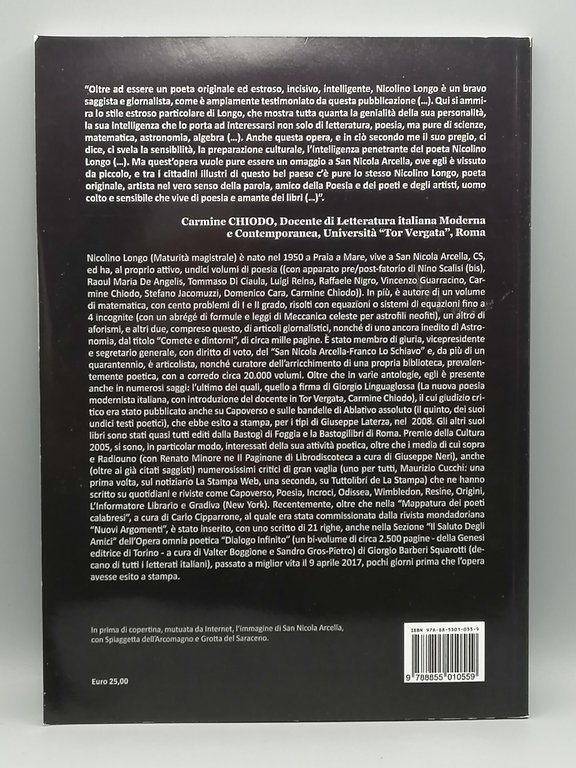 “Oltre ad essere un poeta originale ed estroso, incisivo, intelligente, Nicolino Longo è un bravo
saggista e giornalista, come è ampiamente testimoniato da questa pubblicazione (...). Qui si ammi-
ra lo stile estroso particolare di Longo, che mostra tutta quanta la genialità della sua personalità,
la sua intelligenza che lo porta ad interessarsi non solo di letteratura, poesia, ma pure di scienze,
matematica, astronomia, algebra (...). Anche questa opera, e in ciò secondo me il suo pregio, ci
dice, ci svela la sensibilità, la preparazione culturale, l’intelligenza penetrante del poeta Nicolino
Longo (...). Ma quest’opera vuole pure essere un omaggio a San Nicola Arcella, ove egli è vissuto
da piccolo, e tra i cittadini illustri di questo bel paese c’è pure lo stesso Nicolino Longo, poeta
originale, artista nel vero senso della parola, amico della Poesia e dei poeti e degli artisti, uomo
colto e sensibile che vive di poesia e amante dei libri (...)”.
Carmine CHIODO, Docente di Letteratura italiana Moderna
e Contemporanea, Università “Tor Vergata”, Roma
Nicolino Longo (Maturità magistrale) è nato nel 1950 a Praia a Mare, vive a San Nicola Arcella, CS,
ed ha, al proprio attivo, undici volumi di poesia ((con apparato pre/post-fatorio di Nino Scalisi (bis),
Raoul Maria De Angelis, Tommaso Di Ciaula, Luigi Reina, Raffaele Nigro, Vincenzo Guarracino, Car-
mine Chiodo, Stefano Jacomuzzi, Domenico Cara, Carmine Chiodo)). In più, è autore di un volume
di matematica, con cento problemi di I e II grado, risolti con equazioni o sistemi di equazioni fino a
4 incognite (con un abrégé di formule e leggi di Meccanica celeste per astrofili neofiti), un altro di
aforismi, e altri due, compreso questo, di articoli giornalistici, nonché di uno ancora inedito di Astro-
nomia, dal titolo “Comete e dintorni”, di circa mille pagine. È stato membro di giuria, vicepresidente
e segretario generale, con diritto di voto, del “San Nicola Arcella-Franco Lo Schiavo” e, da più di un
quarantennio, è articolista, nonché curatore dell’arricchimento di una propria biblioteca, prevalen-
temente poetica, con a corredo circa 20.000 volumi. Oltre che in varie antologie, egli è presente
anche in numerosi saggi: l’ultimo dei quali, quello a firma di Giorgio Linguaglossa (La nuova poesia
modernista italiana, con introduzione del docente in Tor Vergata, Carmine Chiodo), il cui giudizio cri-
tico era stato pubblicato anche su Capoverso e sulle bandelle di Ablativo assoluto (il quinto, dei suoi
undici testi poetici), che ebbe esito a stampa, per i tipi di Giuseppe Laterza, nel  2008. Gli altri suoi
libri sono stati quasi tutti editi dalla Bastogi di Foggia e la Bastogilibri di Roma. Premio della Cultura
2005, si sono, in particolar modo, interessati della sua attività poetica, oltre che i media di cui sopra
e Radiouno (con Renato Minore ne Il Paginone di Librodiscoteca a cura di Giuseppe Neri), anche
(oltre ai già citati saggisti) numerosissimi critici di gran vaglia (uno per tutti, Maurizio Cucchi: una
prima volta, sul notiziario La Stampa Web, una seconda, su Tuttolibri de La Stampa) che ne hanno
scritto su quotidiani e riviste come Capoverso, Poesia, Incroci, Odissea, Wimbledon, Resine, Origini,
L’Informatore Librario e Gradiva (New York). Recentemente, oltre che nella “Mappatura dei poeti
calabresi”, a cura di Carlo Cipparrone, al quale era stata commissionata dalla rivista mondadoriana
“Nuovi Argomenti”, è stato inserito, con uno scritto di 21 righe, anche nella Sezione “Il Saluto Degli
Amici” dell’Opera omnia poetica “Dialogo Infinito” (un bi-volume di circa 2.500 pagine - della Genesi
editrice di Torino - a cura di Valter Boggione e Sandro Gros-Pietro) di Giorgio Barberi Squarotti (de-
cano di tutti i letterati italiani), passato a miglior vita il 9 aprile 2017, pochi giorni prima che l’opera
avesse esito a stampa.
In prima di copertina, mutuata da Internet, l’immagine di San Nicola Arcella,
con Spiaggetta dell’Arcomagno e Grotta del Saraceno.
Euro 25,00
ISBN 978-88-5501-055-9
9 788855 010559